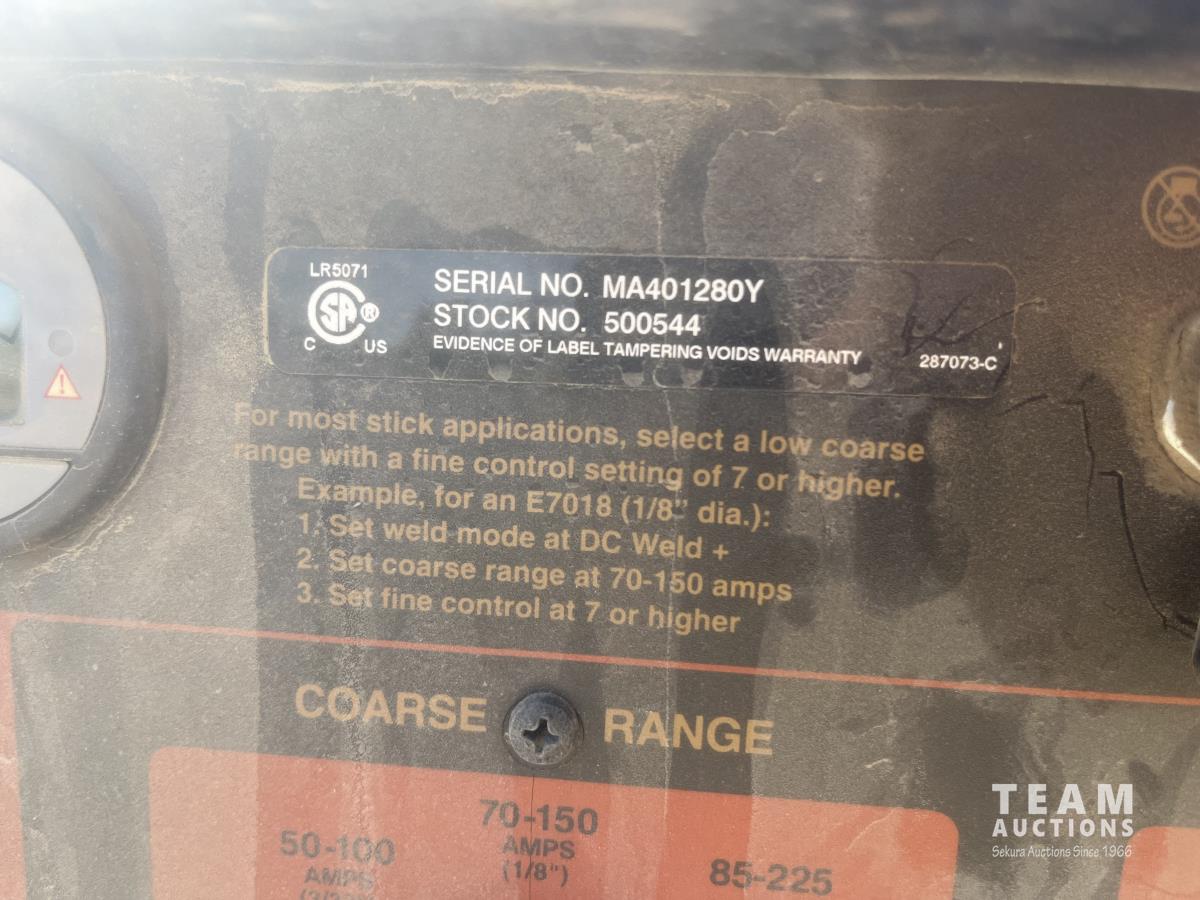 LR5071
SA®
C US
SERIAL NO. MA401280Y
STOCK NO. 500544
EVIDENCE OF LABEL TAMPERING VOIDS WARRANTY
287073-C
For most stick applications, select a low coarse
range with a fine control setting of 7 or higher.
Example, for an E7018 (1/8" dia.):
1. Set weld mode at DC Weld +
2. Set coarse range at 70-150 amps
3. Set fine control at 7 or higher
COARSE RANGE
50-100
AMPS
70-150
AMPS
(1/8")
85-225
TEAM
AUCTIONS
Sekura Auctions Since 1966